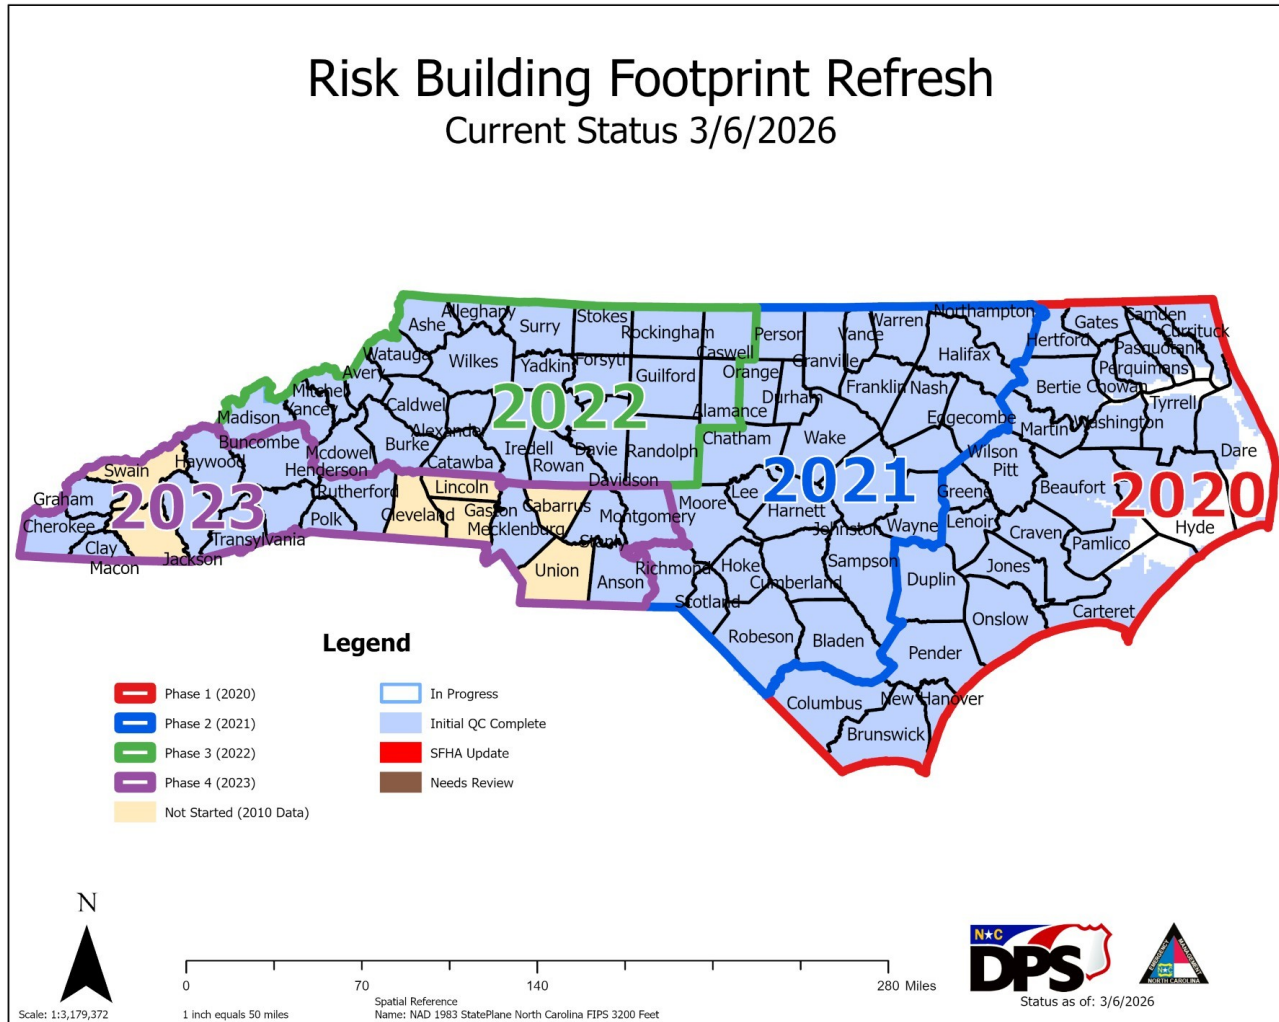 Risk Building Footprint Refresh
Current Status 3/6/2026
Alleghany
Ashe
Surry
Stokes
Rockingham
Caswell
Person
Vance
Warren
Northampton
Gates
Camden
Currituck
Hertford
Pasquotank
Perquimans
Watauga
Wilkes
Yadkin
Forsyth
Guilford
Orange
Granville
Halifax
Avery
Mitchel
Yancey
Caldwel
Alamance
Durham
Franklin
Nash
Bertie
Chowan
Tyrrell
Madison
2022
Alexander
Edgecombe
Martin
Washington
Buncombe
Mcdowel
Burke
Iredell
Davie
Randolph
Chatham
Wake
Wilson
Dare
Swain
Haywood
Henderson
Catawba
Rowan
Davidson
Pitt
Graham
2023
Rutherford
Lincoln
Lee
2021
Greene
Beaufort
2020
Cherokee
Polk
Cleveland
Gaston
Cabarrus
Montgomery
Moore
Harnett
Mecklenburg
Johnston
Wayne
Lenoir
Craven
Hyde
Clay
Transylvania
Stanly
Pamlico
Macon
Jackson
Union
Anson
Richmond
Hoke
Cumberland
Sampson
Duplin
Jones
Scotland
Onslow
Carteret
Robeson
Bladen
Pender
Columbus
New Hanover
Brunswick
Legend
Phase 1 (2020)
Phase 2 (2021)
Phase 3 (2022)
Phase 4 (2023)
Not Started (2010 Data)
In Progress
Initial QC Complete
SFHA Update
Needs Review
N
Scale: 1:3,179,372
0
70
140
280 Miles
1 inch equals 50 miles
Spatial Reference
Name: NAD 1983 StatePlane North Carolina FIPS 3200 Feet
N★C
DPS
EMERGENCY
MANAGEMENT
NORTH CAROLINA
Status as of: 3/6/2026